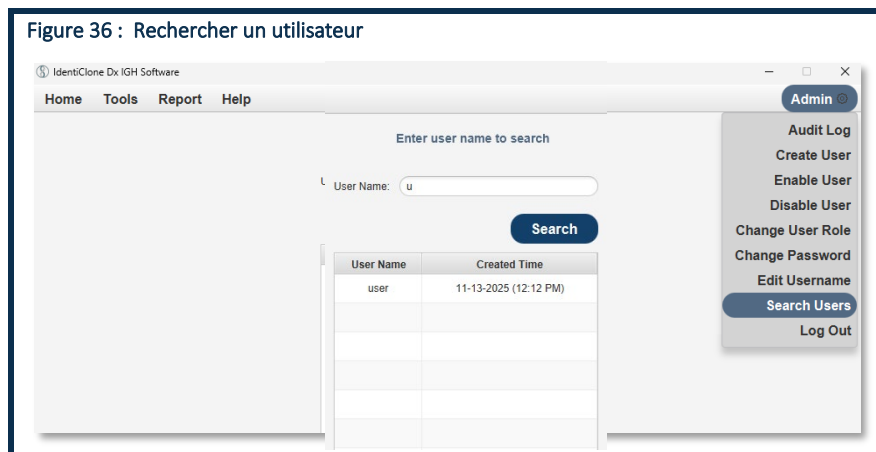 Figure 36 : Rechercher un utilisateur
IdentiClone Dx IGH Software
Home Tools Report Help Admin
Enter user name to search
User Name: u
Search
User Name Created Time
user 11-13-2025 (12:12 PM)
Audit Log
Create User
Enable User
Disable User
Change User Role
Change Password
Edit Username
Search Users
Log Out